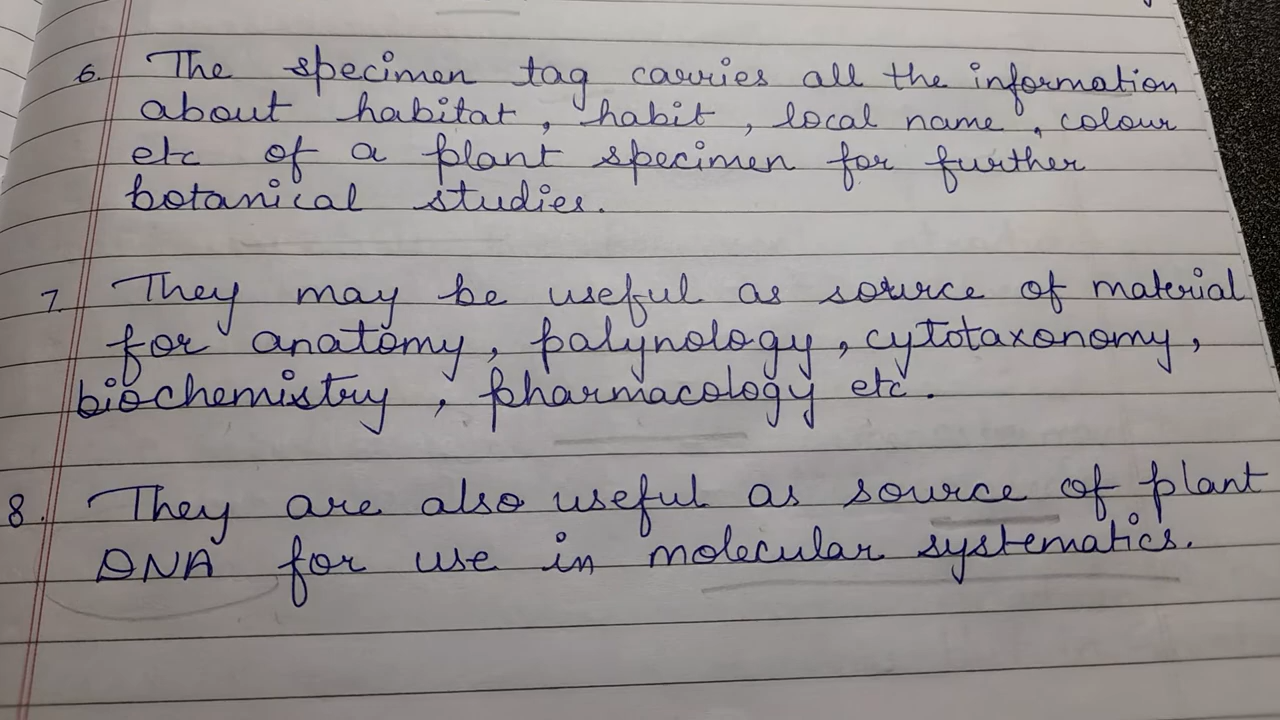 6. The specimen tag carries all the information
about habitat, habit, local name, colour
etc of a plant specimen for further
botanical studies.
7. They may be useful as source of material
for anatomy, palynology, cytotaxonomy,
biochemistry, pharmacology etc.
8. They are also useful as source of plant
DNA for use in molecular systematics.